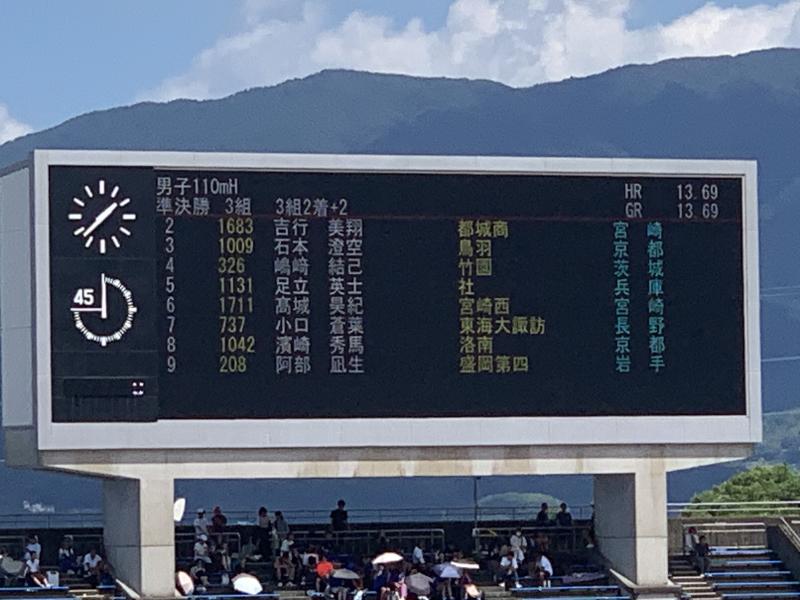 男子110mH HR 13.69
準決勝 3組 3組2着+2 GR 13.69
2 1683 吉行 美翔 都城商 宮崎
3 1009 石本 澄空 鳥羽 京都
4 326 嶋﨑 結己 竹園 茨城
5 1131 足立 英士 社 兵庫
6 1711 髙城 昊紀 宮崎西 宮崎
7 737 小口 蒼葉 東海大諏訪 長野
8 1042 濱崎 秀馬 洛南 京都
9 208 阿部 凪生 盛岡第四 岩手
45